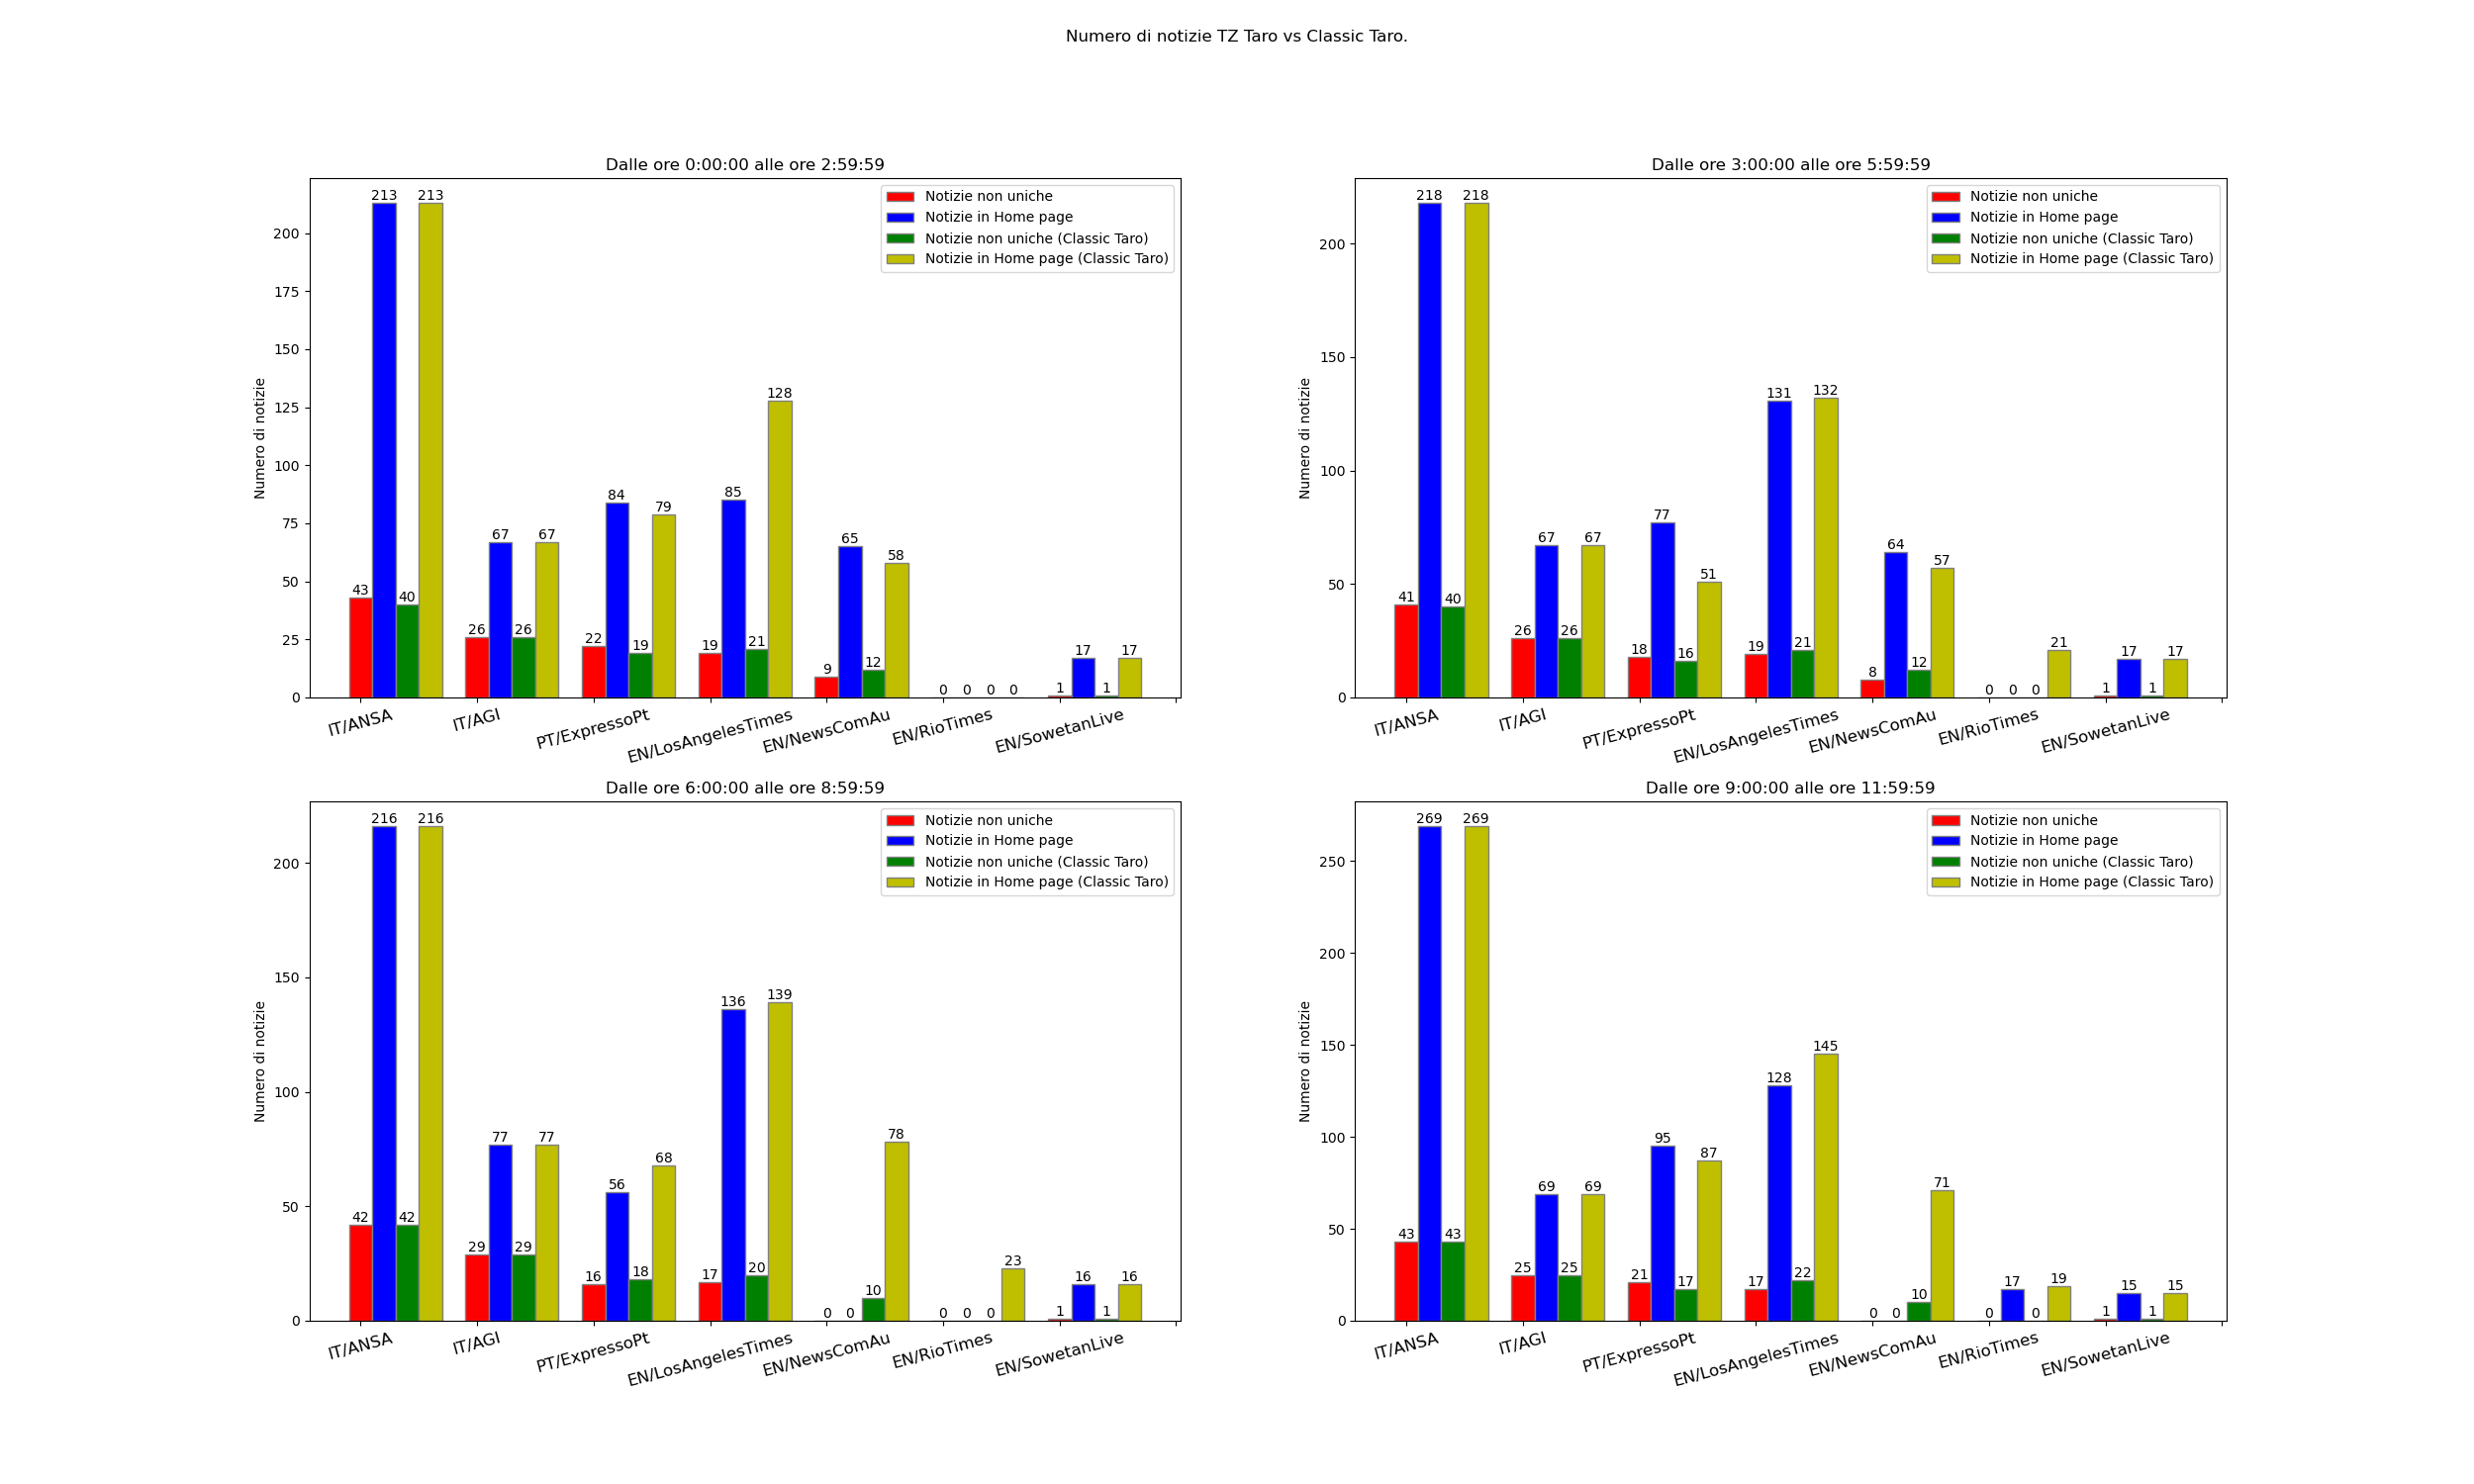 Numero di notizie TZ Taro vs Classic Taro.
Dalle ore 0:00:00 alle ore 2:59:59
Notizie non uniche
Notizie in Home page
Notizie non uniche (Classic Taro)
Notizie in Home page (Classic Taro)
Numero di notizie
200
175
150
125
100
75
50
25
0
43 213 40 213
26 67 26 67
22 84 19 79
19 85 21 128
9 65 12 58
0 0 0 0
1 17 1 17
IT/ANSA
IT/AGI
PT/ExpressoPt
EN/LosAngelesTimes
EN/NewsComAu
EN/RioTimes
EN/SowetanLive
Dalle ore 3:00:00 alle ore 5:59:59
Notizie non uniche
Notizie in Home page
Notizie non uniche (Classic Taro)
Notizie in Home page (Classic Taro)
Numero di notizie
200
150
100
50
0
41 218 40 218
26 67 26 67
18 77 16 51
19 131 21 132
8 64 12 57
0 0 0 21
1 17 1 17
IT/ANSA
IT/AGI
PT/ExpressoPt
EN/LosAngelesTimes
EN/NewsComAu
EN/RioTimes
EN/SowetanLive
Dalle ore 6:00:00 alle ore 8:59:59
Notizie non uniche
Notizie in Home page
Notizie non uniche (Classic Taro)
Notizie in Home page (Classic Taro)
Numero di notizie
200
150
100
50
0
42 216 42 216
29 77 29 77
16 56 18 68
17 136 20 139
0 0 10 78
0 0 0 23
1 16 1 16
IT/ANSA
IT/AGI
PT/ExpressoPt
EN/LosAngelesTimes
EN/NewsComAu
EN/RioTimes
EN/SowetanLive
Dalle ore 9:00:00 alle ore 11:59:59
Notizie non uniche
Notizie in Home page
Notizie non uniche (Classic Taro)
Notizie in Home page (Classic Taro)
Numero di notizie
250
200
150
100
50
0
43 269 43 269
25 69 25 69
21 95 17 87
17 128 22 145
0 0 10 71
0 17 0 19
1 15 1 15
IT/ANSA
IT/AGI
PT/ExpressoPt
EN/LosAngelesTimes
EN/NewsComAu
EN/RioTimes
EN/SowetanLive